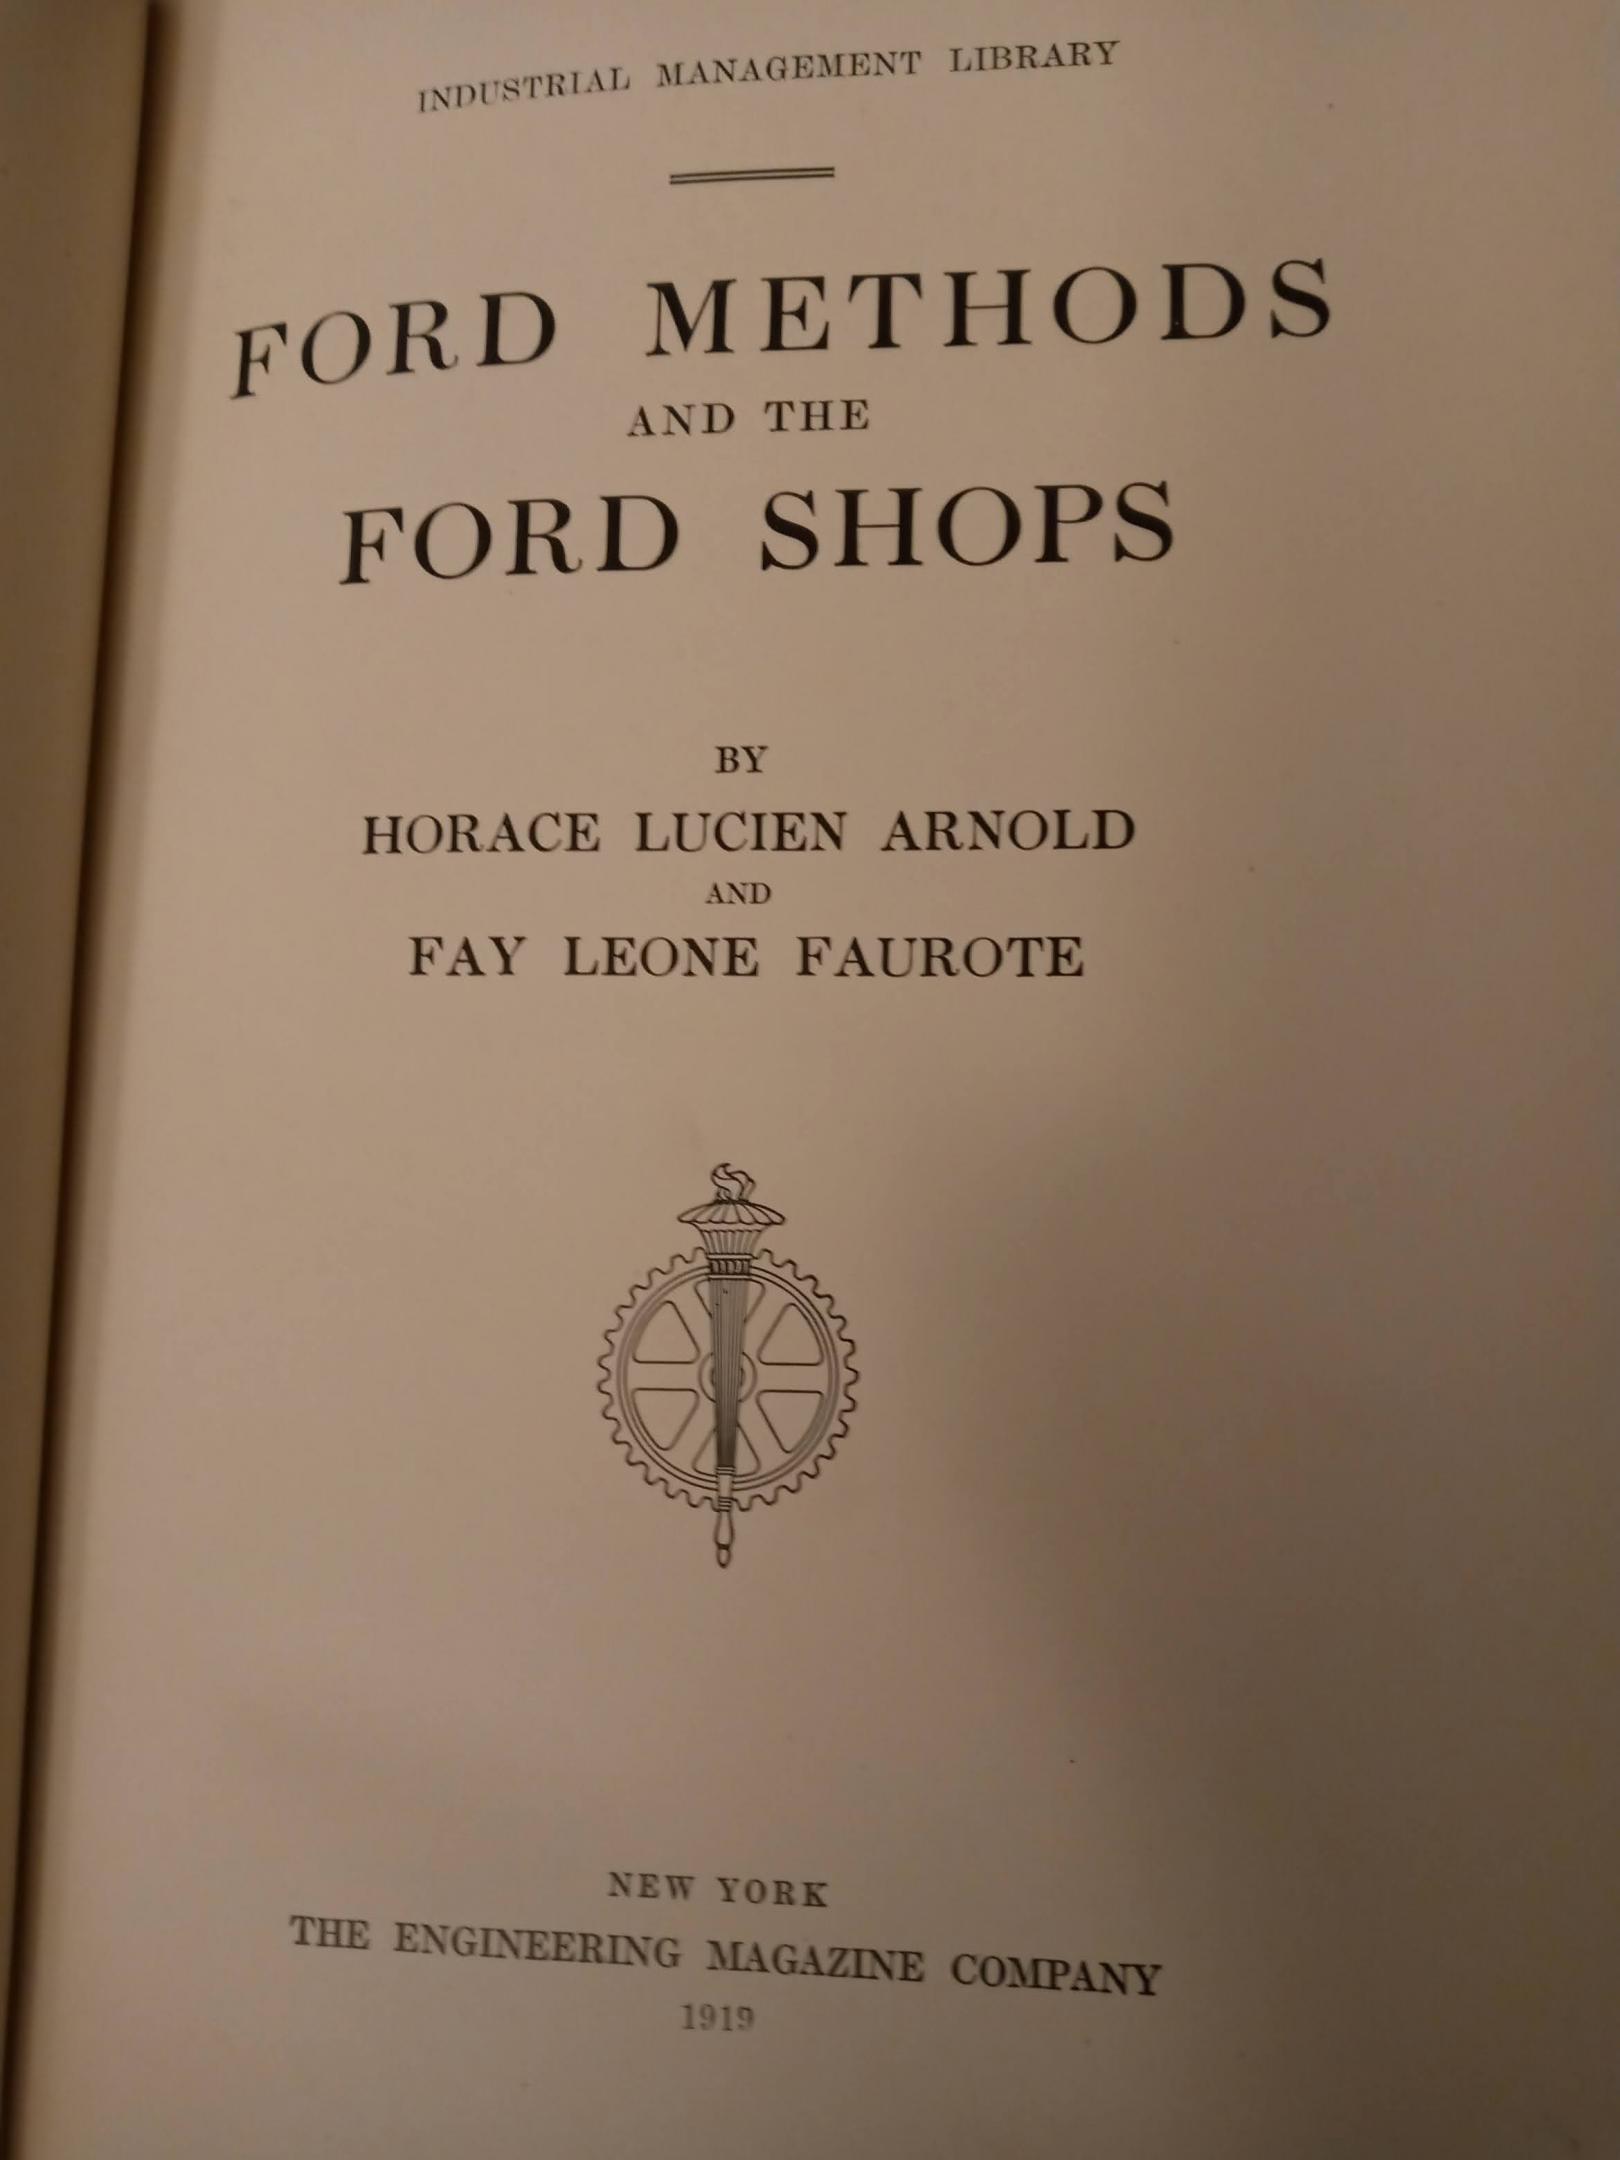 INDUSTRIAL MANAGEMENT LIBRARY
FORD METHODS
AND THE
FORD SHOPS
BY
HORACE LUCIEN ARNOLD
AND
FAY LEONE FAUROTE
NEW YORK
THE ENGINEERING MAGAZINE COMPANY
1919